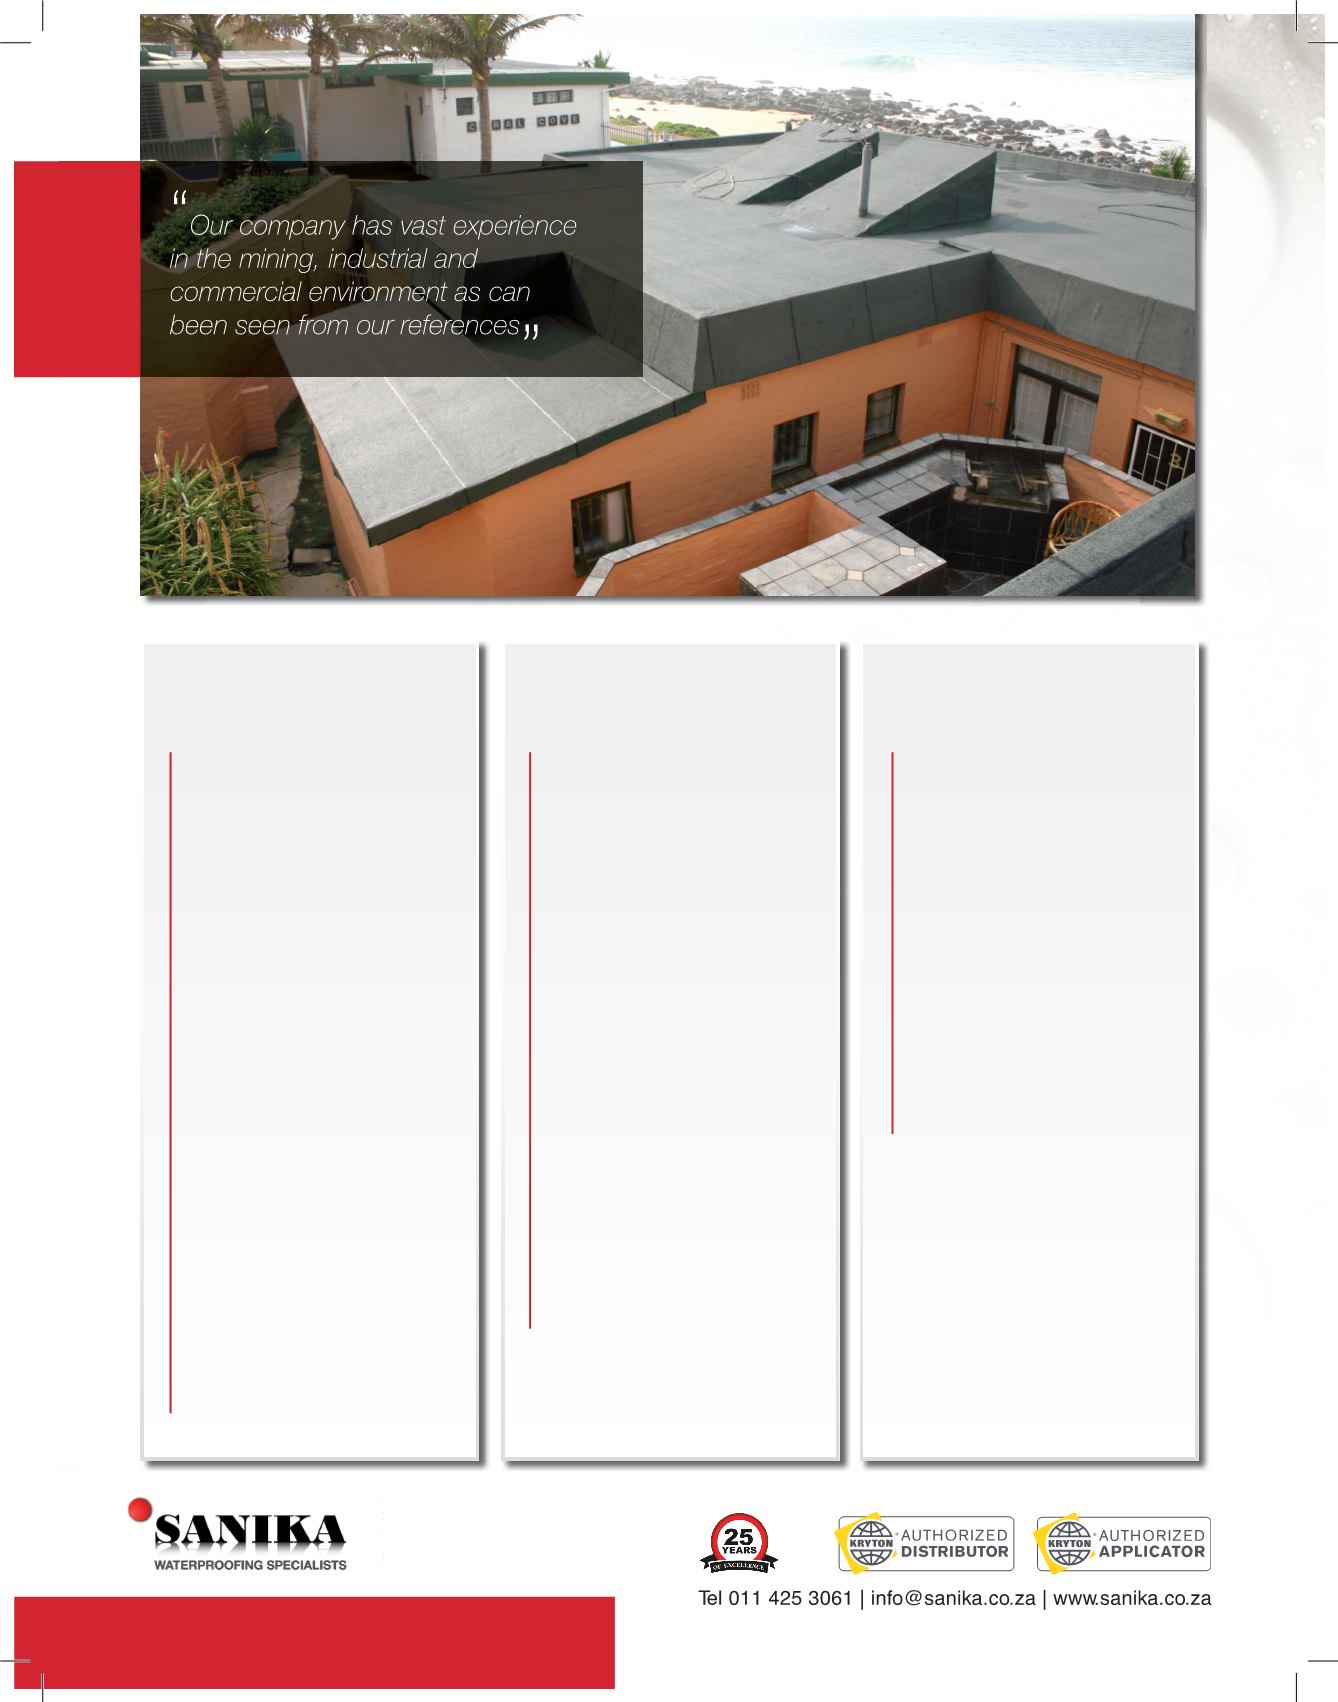 CORAL COVE
“
Our company has vast experience
in the mining, industrial and
commercial environment as can
been seen from our references”
3
SANIKA
WATERPROOFING SPECIALISTS
25
YEARS
OF EXCELLENCE
KRYTON
AUTHORIZED
DISTRIBUTOR
KRYTON
AUTHORIZED
APPLICATOR
Tel 011 425 3061 | info@sanika.co.za | www.sanika.co.za